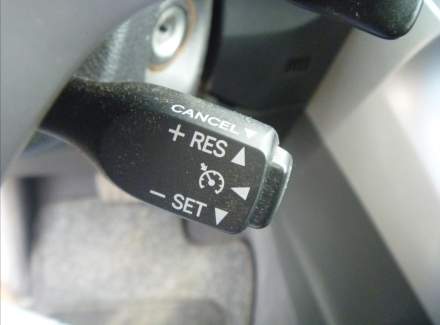 CANCEL ▼
+ RES ▲
◀
− SET ▼